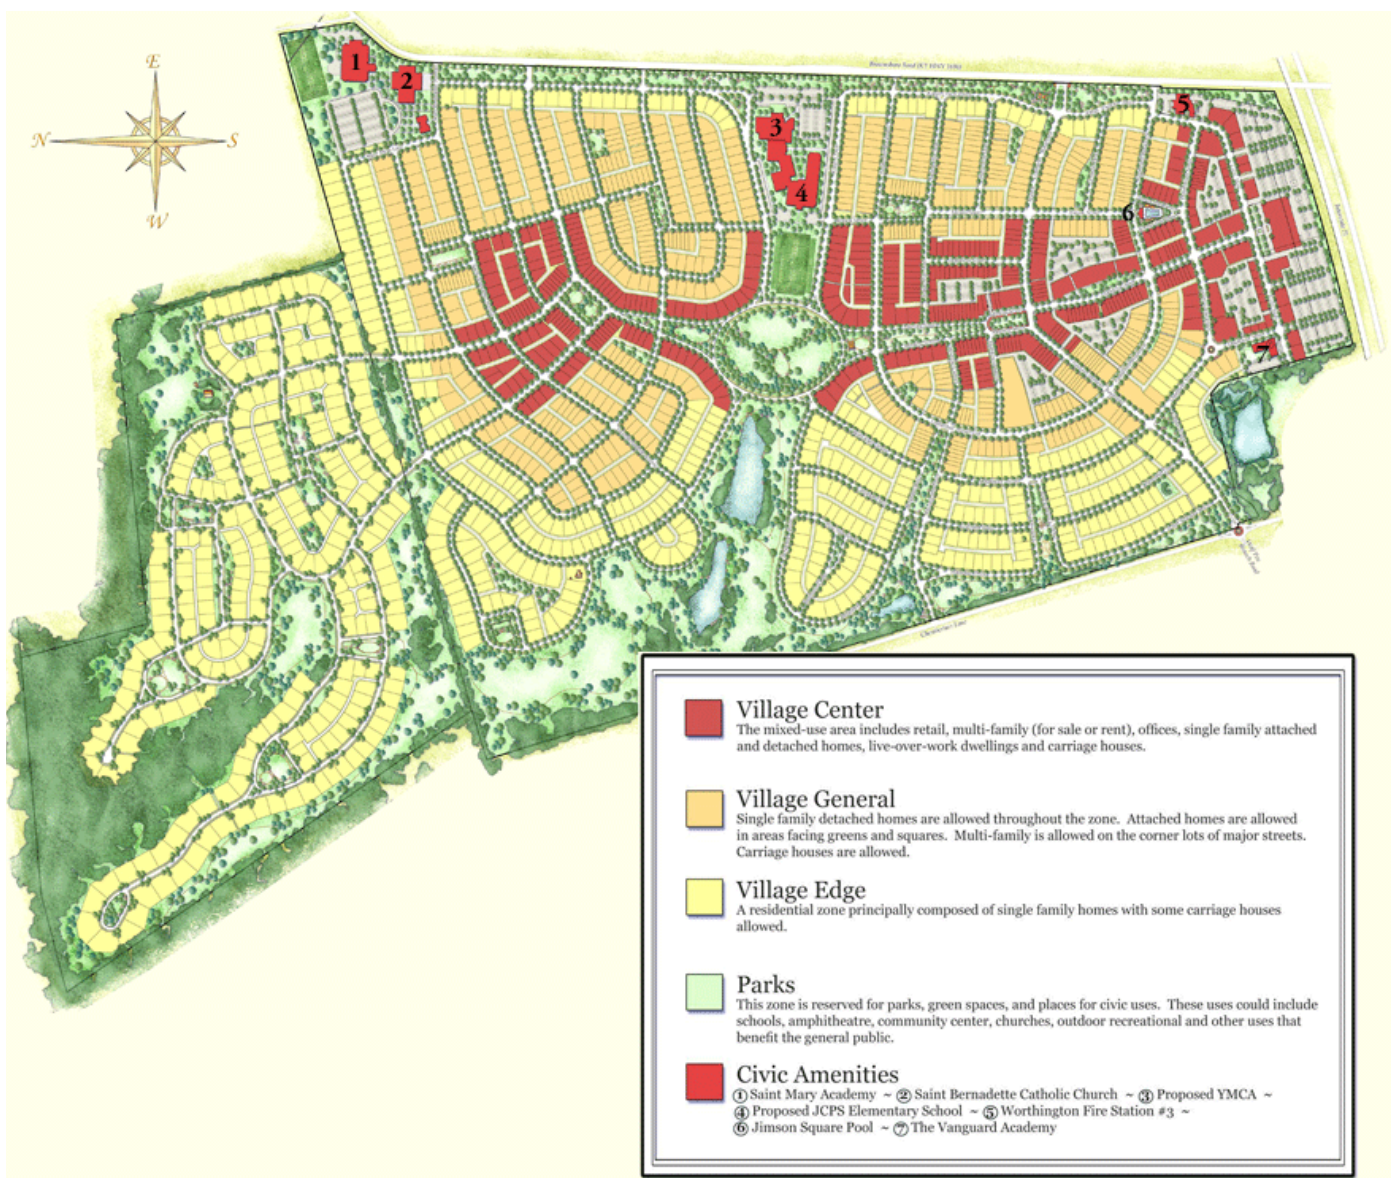 E
N
S
W
1
2
3
4
5
6
7
Village Center
The mixed-use area includes retail, multi-family (for sale or rent), offices, single family attached
and detached homes, live-over-work dwellings and carriage houses.
Village General
Single family detached homes are allowed throughout the zone. Attached homes are allowed
in areas facing greens and squares. Multi-family is allowed on the corner lots of major streets.
Carriage houses are allowed.
Village Edge
A residential zone principally composed of single family homes with some carriage houses
allowed.
Parks
This zone is reserved for parks, green spaces, and places for civic uses. These uses could include
schools, amphitheatre, community center, churches, outdoor recreational and other uses that
benefit the general public.
Civic Amenities
① Saint Mary Academy ~ ② Saint Bernadette Catholic Church ~ ③ Proposed YMCA ~
④ Proposed JCPS Elementary School ~ ⑤ Worthington Fire Station #3 ~
⑥ Jimson Square Pool ~ ⑦ The Vanguard Academy